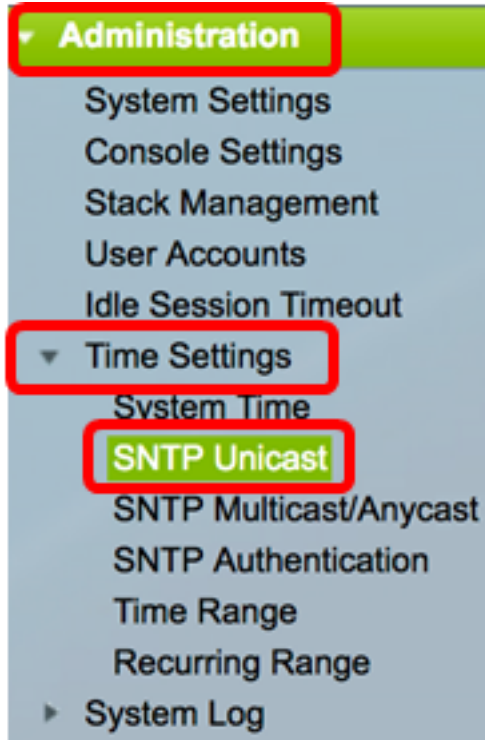 Administration
System Settings
Console Settings
Stack Management
User Accounts
Idle Session Timeout
Time Settings
System Time
SNTP Unicast
SNTP Multicast/Anycast
SNTP Authentication
Time Range
Recurring Range
System Log